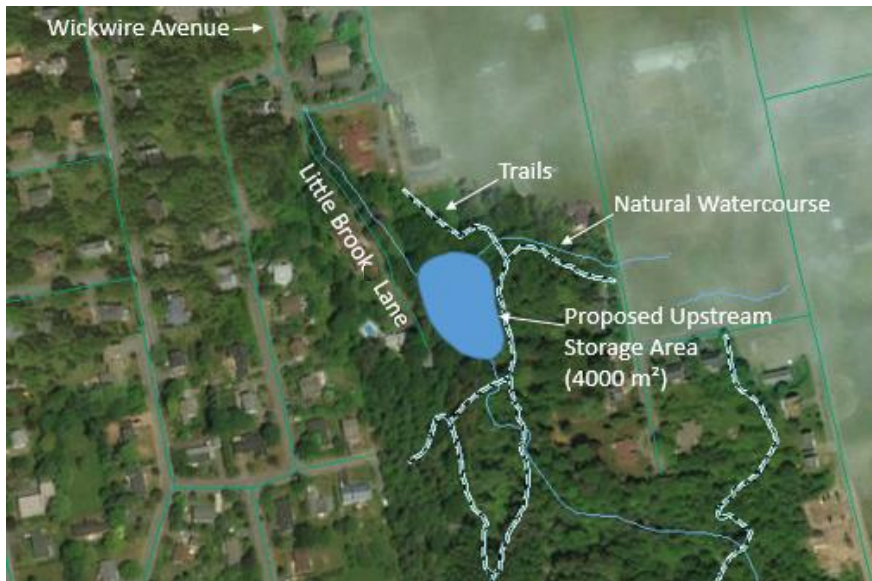 Wickwire Avenue
Trails
Natural Watercourse
Little Brook Lane
Proposed Upstream
Storage Area
(4000 m²)